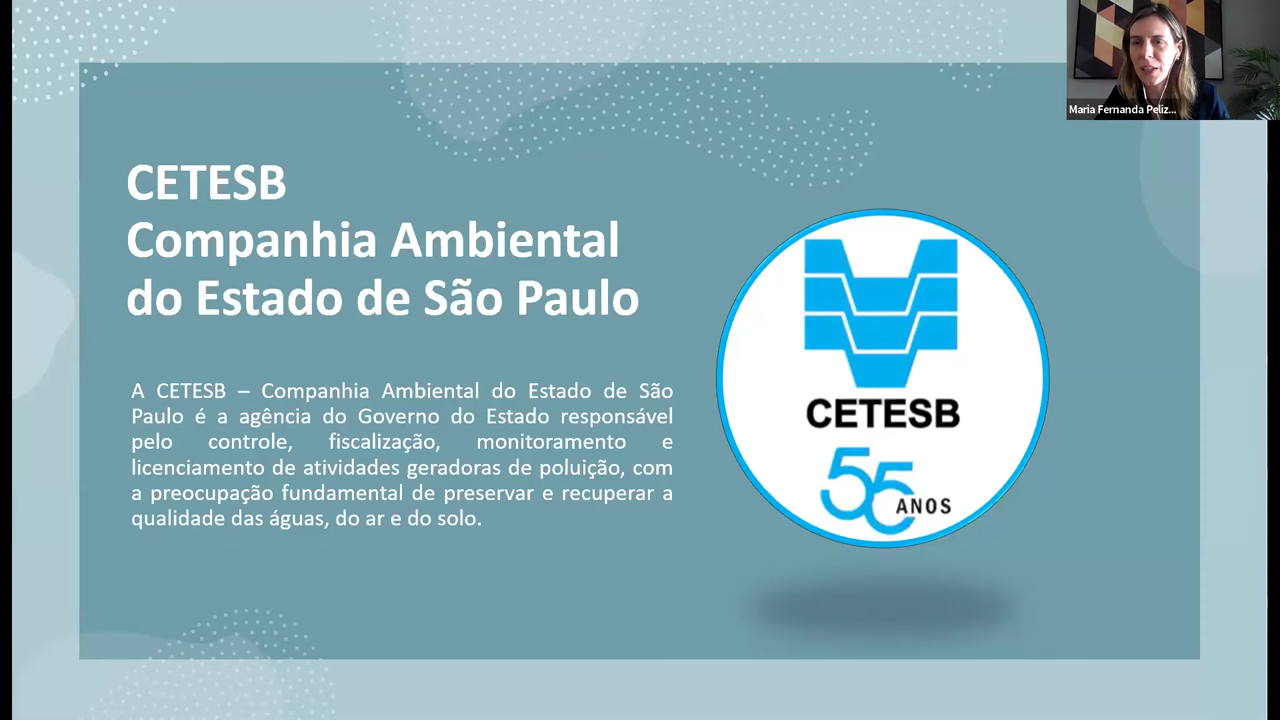 Maria Fernanda Peliz...
CETESB
Companhia Ambiental
do Estado de São Paulo
A CETESB – Companhia Ambiental do Estado de São
Paulo é a agência do Governo do Estado responsável
pelo controle, fiscalização, monitoramento e
licenciamento de atividades geradoras de poluição, com
a preocupação fundamental de preservar e recuperar a
qualidade das águas, do ar e do solo.
CETESB
55 ANOS